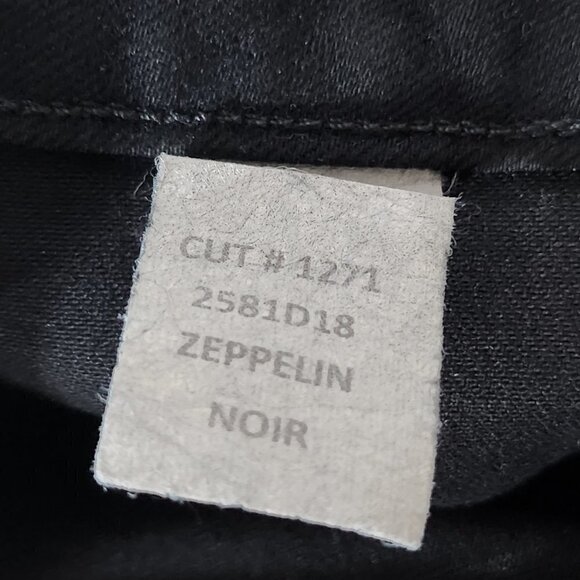 CUT # 1271
2581D18
ZEPPELIN
NOIR